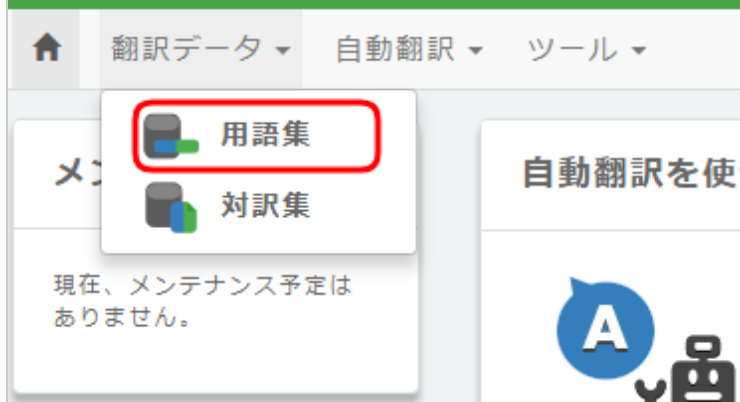 翻訳データ 自動翻訳 ツール
用語集
対訳集
メン
現在、メンテナンス予定は
ありません。
自動翻訳を使
A